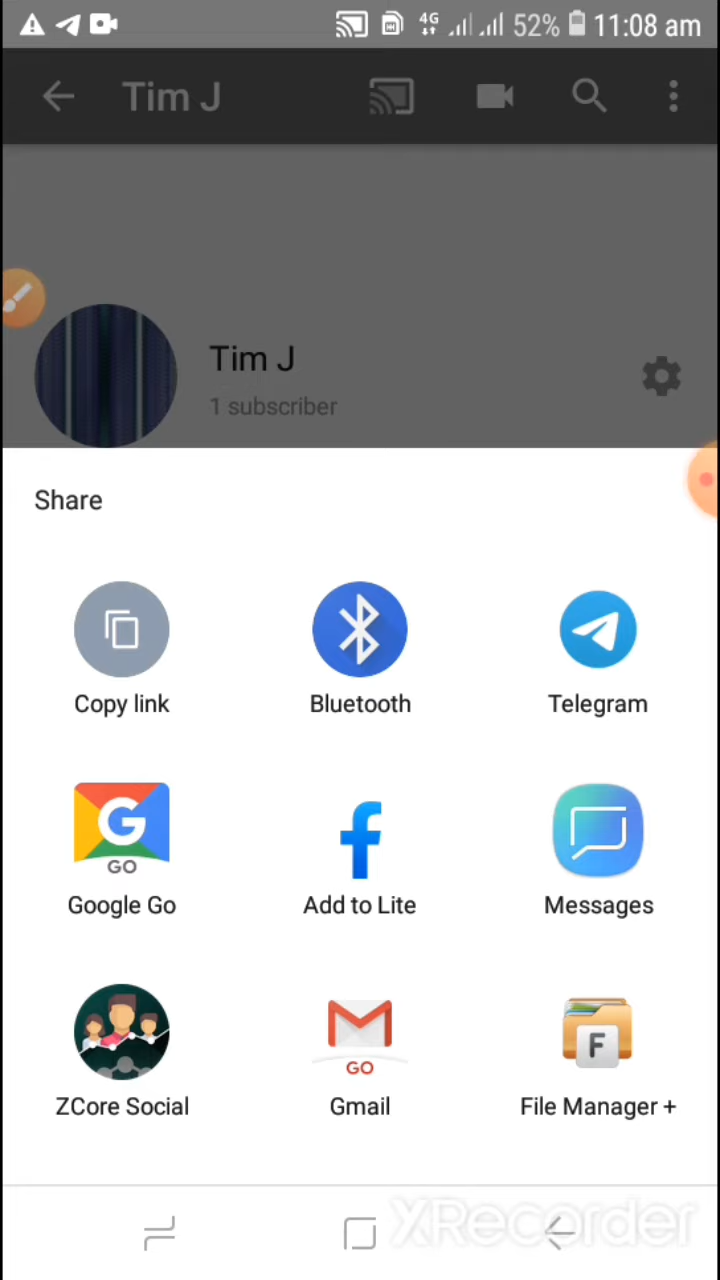 4G 52% 11:08 am
Tim J
Tim J
1 subscriber
Share
Copy link
Bluetooth
Telegram
G
GO
Google Go
Add to Lite
Messages
ZCore Social
GO
Gmail
F
File Manager +
XRecorder